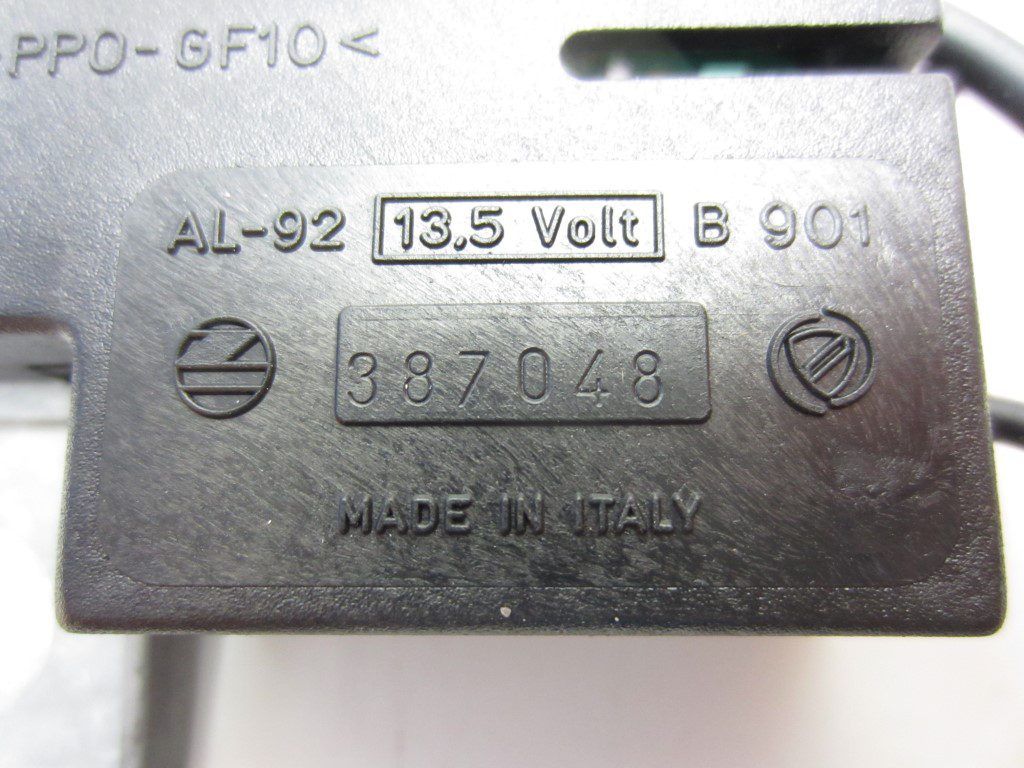 >PPO-GF10<
AL-92 13.5 Volt B 901
387048
MADE IN ITALY